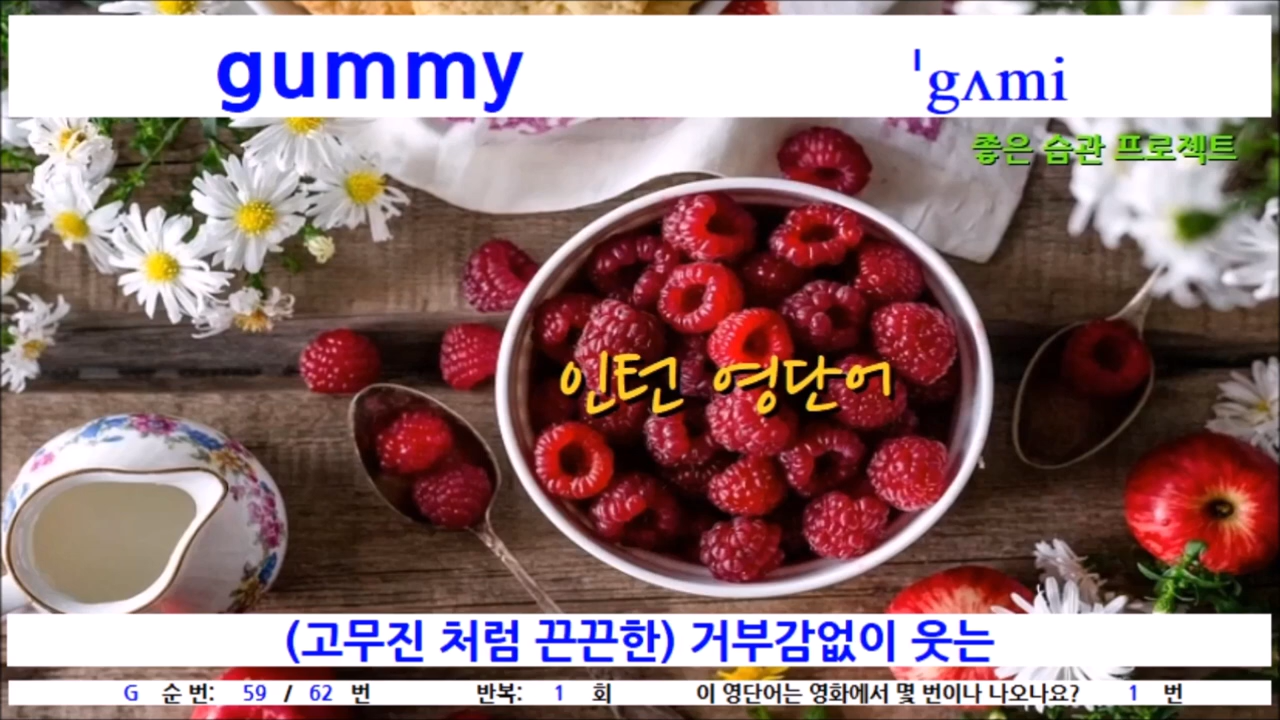 gummy
ˈgʌmi
좋은 습관 프로젝트
인턴 영단어
(고무진 처럼 끈끈한) 거부감없이 웃는
G 순 번: 59 / 62 번 반복: 1 회 이 영단어는 영화에서 몇 번이나 나오나요? 1 번